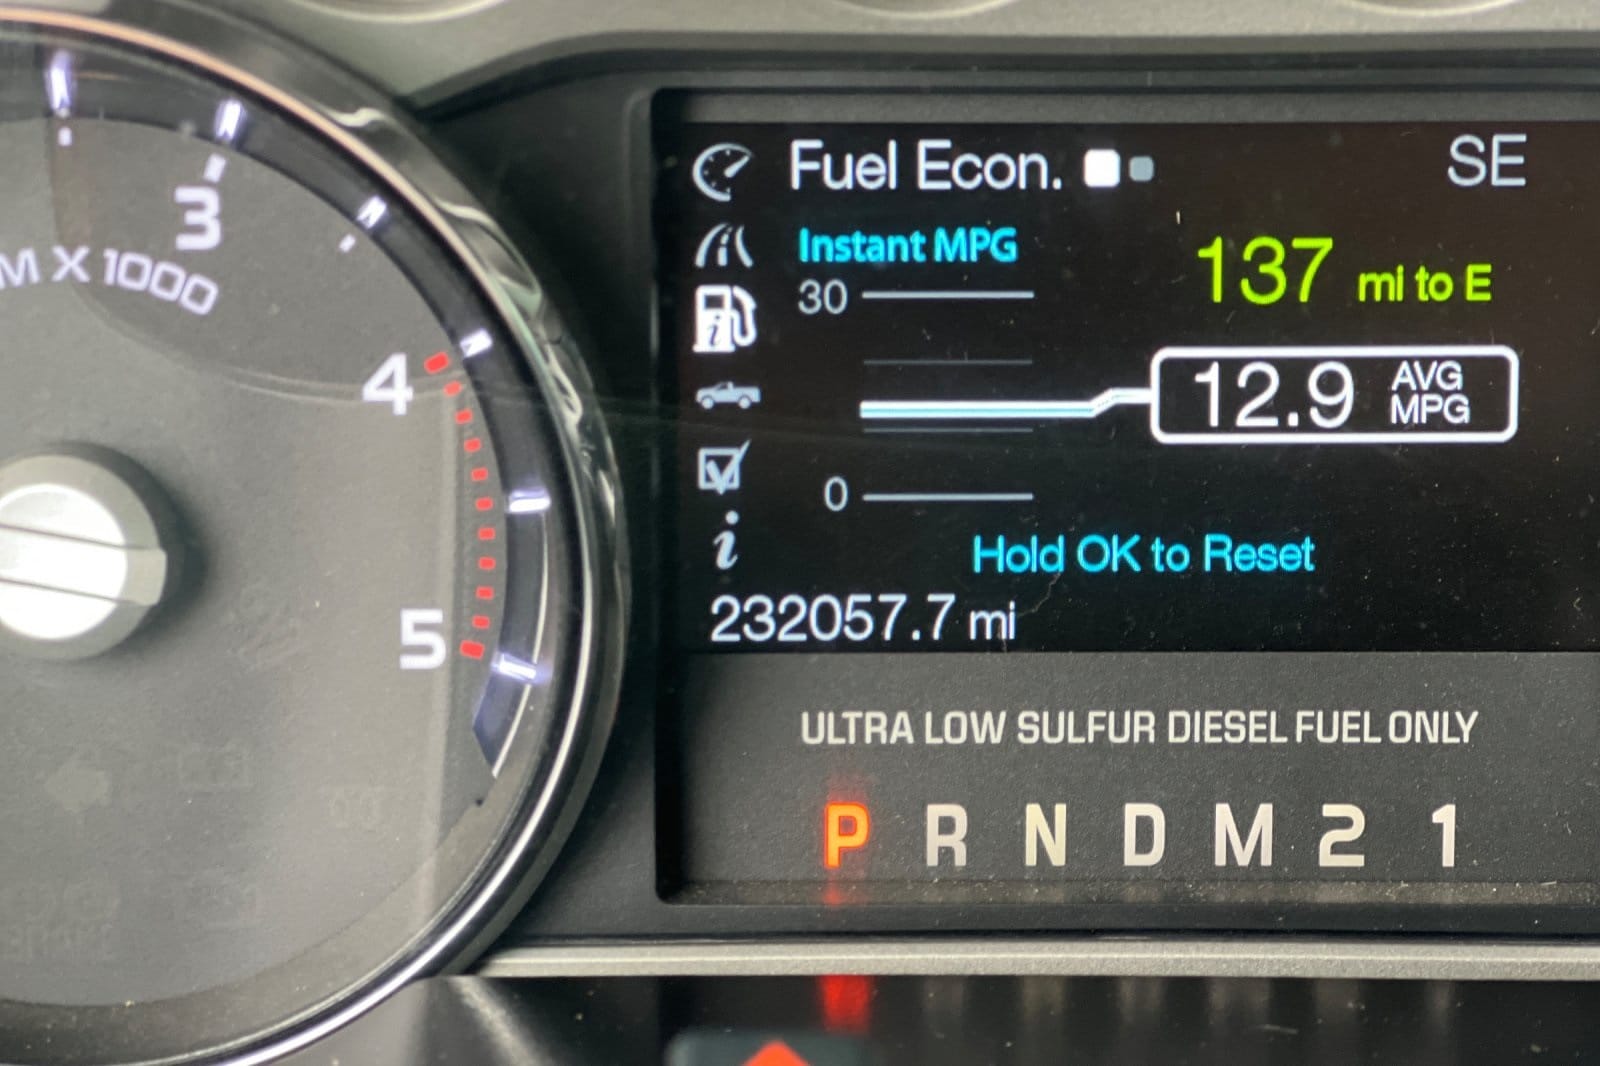 3
M X 1000
4
5
Fuel Econ.
SE
Instant MPG
30
137 mi to E
12.9 AVG MPG
0
Hold OK to Reset
232057.7 mi
ULTRA LOW SULFUR DIESEL FUEL ONLY
P R N D M 2 1